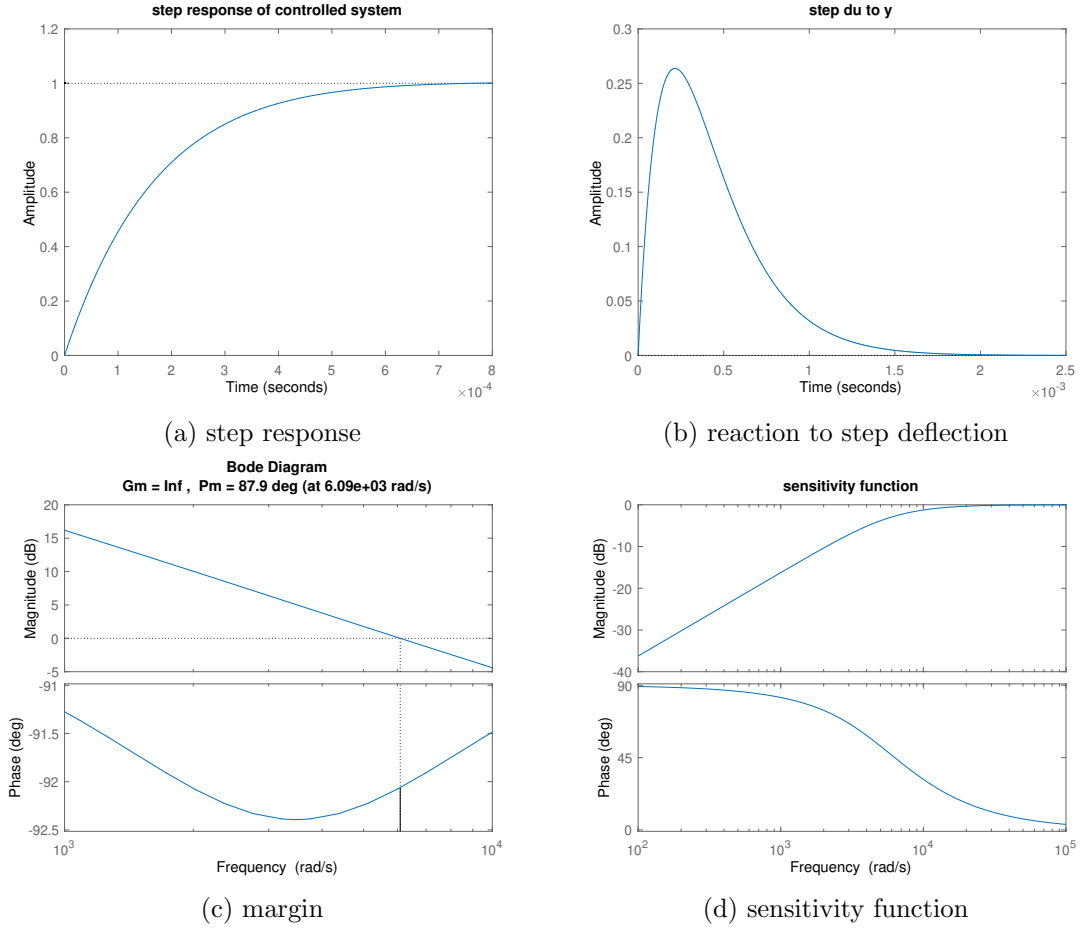 step response of controlled system
1.2
1
0.8
0.6
0.4
0.2
0
Amplitude
0 1 2 3 4 5 6 7 8
Time (seconds)
×10-4
(a) step response
step du to y
0.3
0.25
0.2
0.15
0.1
0.05
0
Amplitude
0 0.5 1 1.5 2 2.5
Time (seconds)
×10-3
(b) reaction to step deflection
Bode Diagram
Gm = Inf , Pm = 87.9 deg (at 6.09e+03 rad/s)
20
15
10
5
0
-5
Magnitude (dB)
-91
-91.5
-92
-92.5
Phase (deg)
103 104
Frequency (rad/s)
(c) margin
sensitivity function
0
-10
-20
-30
-40
Magnitude (dB)
90
45
0
Phase (deg)
102 103 104 105
Frequency (rad/s)
(d) sensitivity function